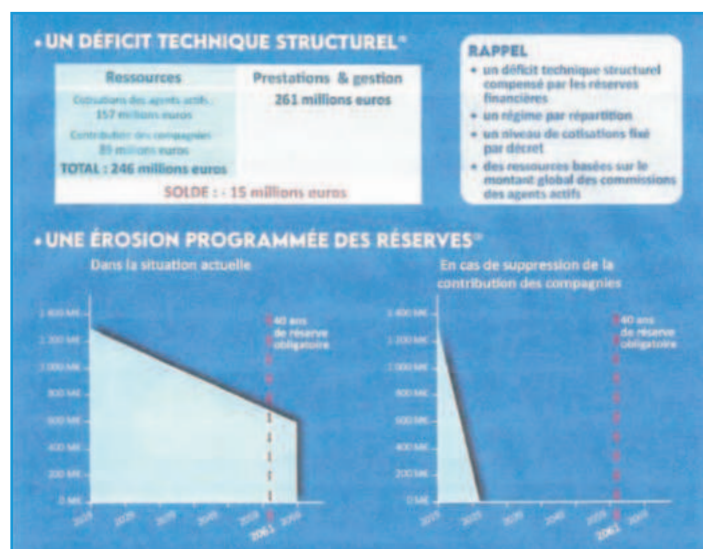 • UN DÉFICIT TECHNIQUE STRUCTUREL
Ressources
Cotisations des agents actifs :
157 millions euros
Contribution des compagnies
89 millions euros
TOTAL : 246 millions euros
Prestations & gestion
261 millions euros
SOLDE : - 15 millions euros
RAPPEL
• un déficit technique structurel
compensé par les réserves
financières
• un régime par répartition
• un niveau de cotisations fixé
par décret
• des ressources basées sur le
montant global des commissions
des agents actifs
• UNE ÉROSION PROGRAMMÉE DES RÉSERVES
Dans la situation actuelle
1 400 M€
1 200 M€
1 000 M€
800 M€
600 M€
400 M€
200 M€
0 M€
40 ans
de réserve
obligatoire
2061
En cas de suppression de la
contribution des compagnies
1 400 M€
1 200 M€
1 000 M€
800 M€
600 M€
400 M€
200 M€
0 M€
40 ans
de réserve
obligatoire
2061